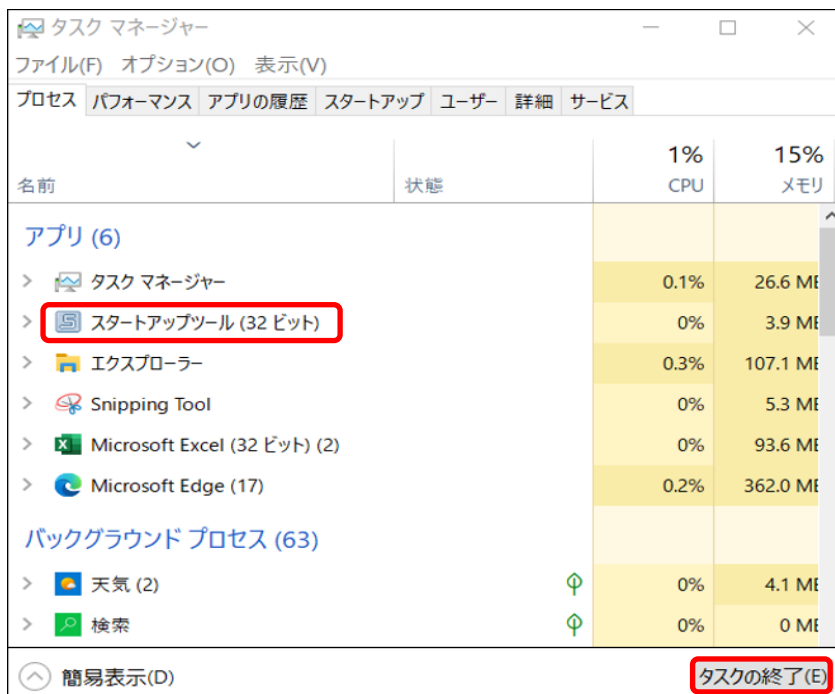 タスク マネージャー
ファイル(F) オプション(O) 表示(V)
プロセス パフォーマンス アプリの履歴 スタートアップ ユーザー 詳細 サービス
1% 15%
名前 状態 CPU メモリ
アプリ (6)
タスク マネージャー 0.1% 26.6 MB
スタートアップツール (32 ビット) 0% 3.9 MB
エクスプローラー 0.3% 107.1 MB
Snipping Tool 0% 5.3 MB
Microsoft Excel (32 ビット) (2) 0% 93.6 MB
Microsoft Edge (17) 0.2% 362.0 MB
バックグラウンド プロセス (63)
天気 (2) 0% 4.1 MB
検索 0% 0 MB
簡易表示(D) タスクの終了(E)